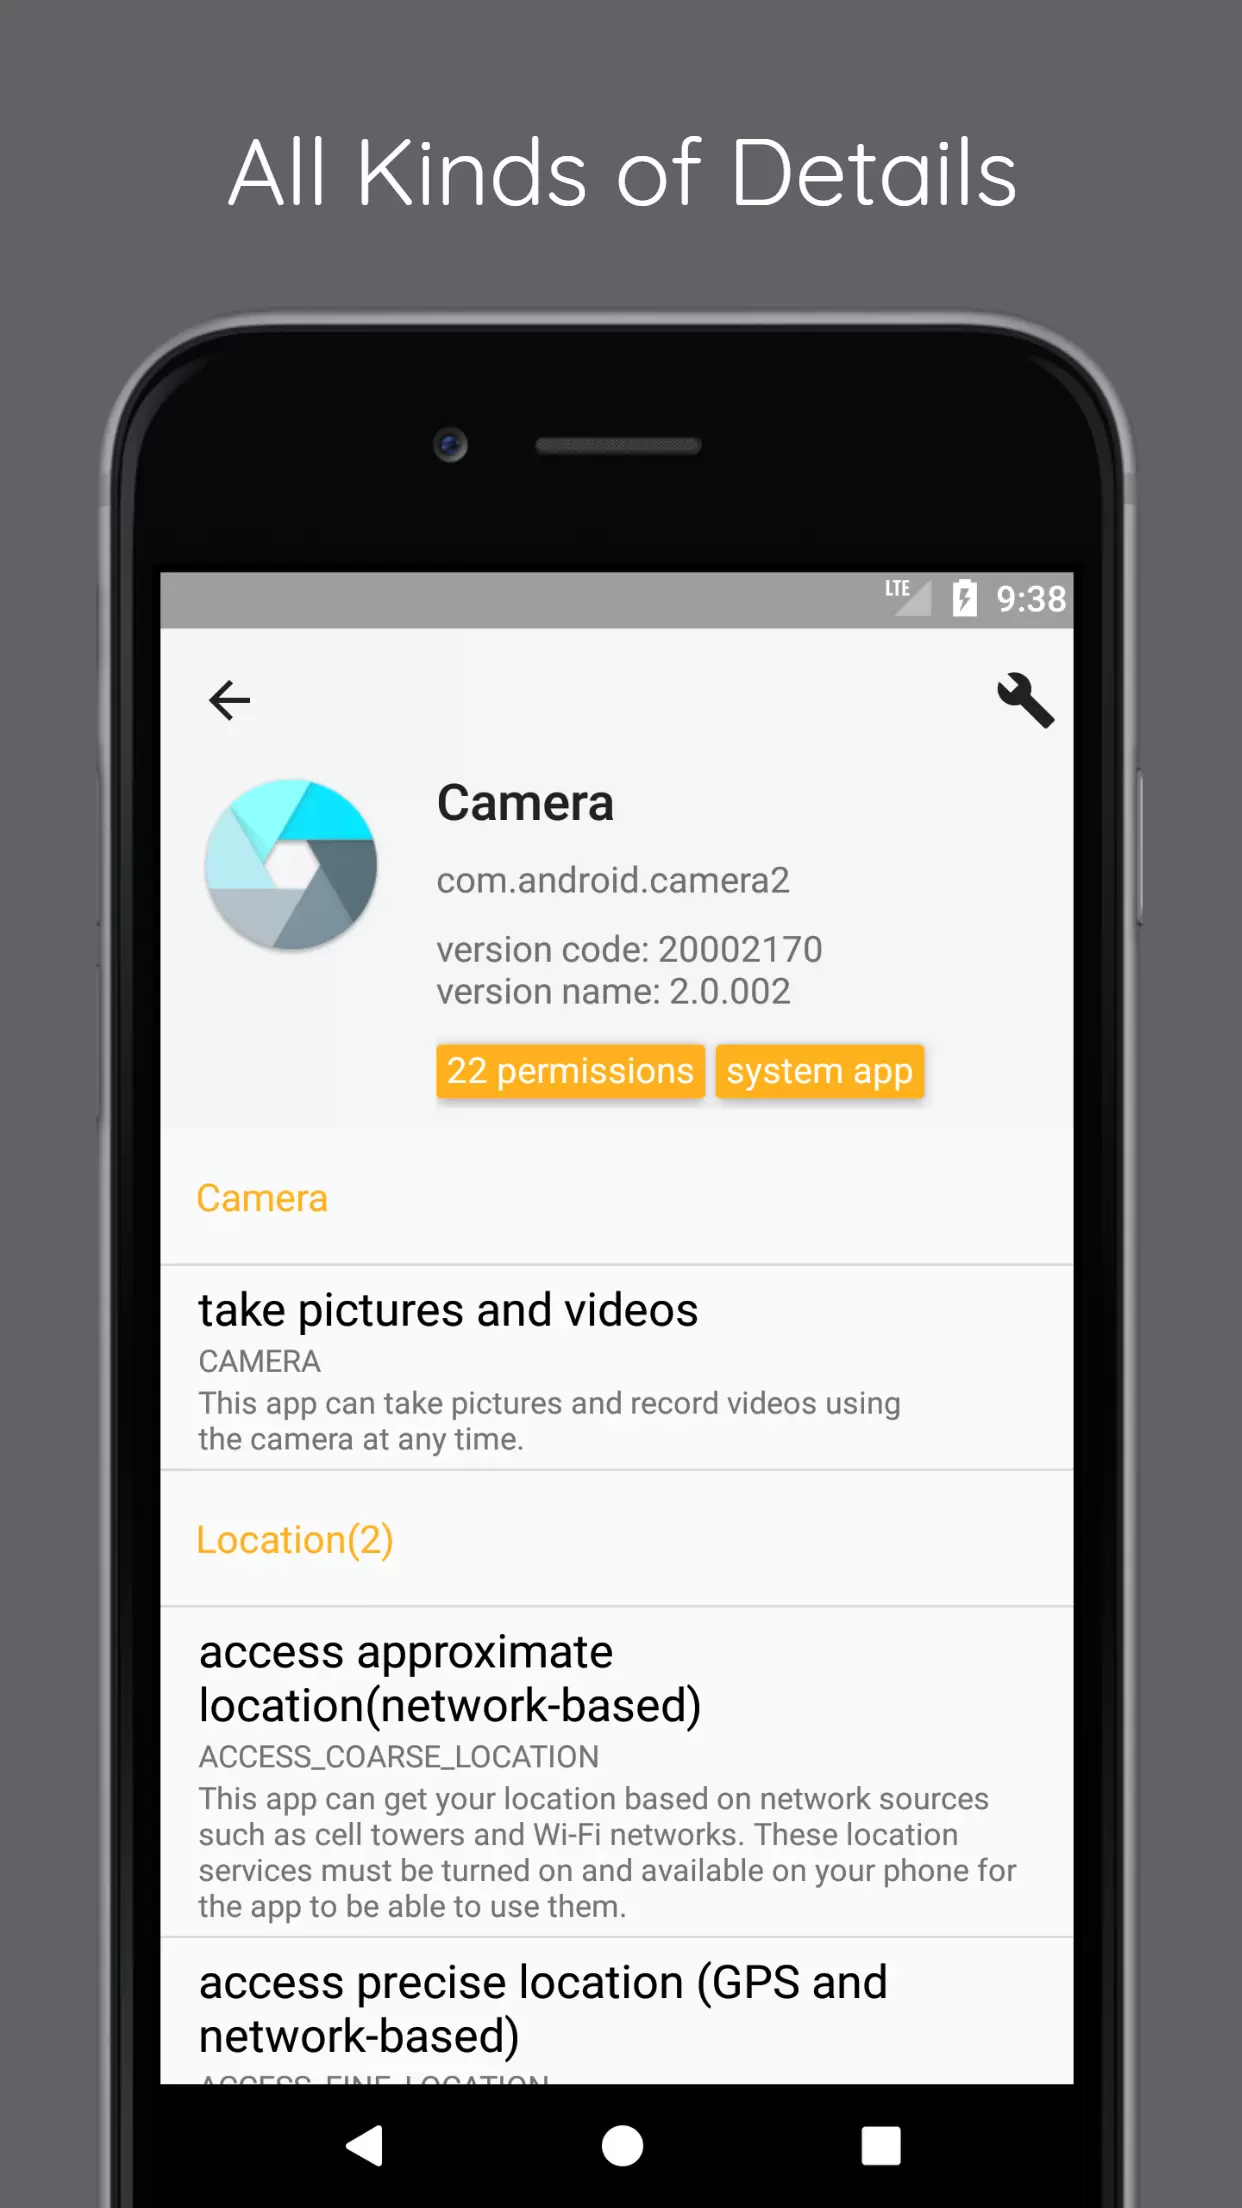 All Kinds of Details
LTE 9:38
Camera
com.android.camera2
version code: 20002170
version name: 2.0.002
22 permissions system app
Camera
take pictures and videos
CAMERA
This app can take pictures and record videos using
the camera at any time.
Location(2)
access approximate
location(network-based)
ACCESS_COARSE_LOCATION
This app can get your location based on network sources
such as cell towers and Wi-Fi networks. These location
services must be turned on and available on your phone for
the app to be able to use them.
access precise location (GPS and
network-based)
ACCESS_FINE_LOCATION